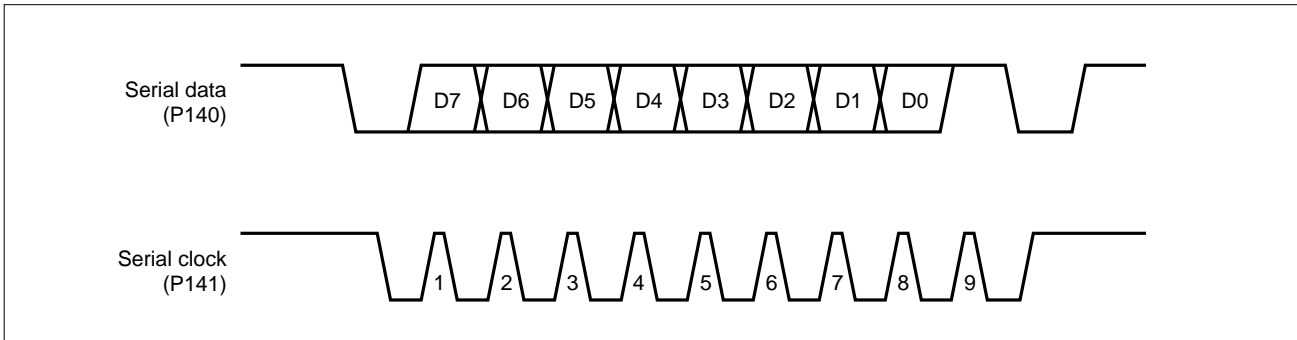 Serial data
(P140)
D7 D6 D5 D4 D3 D2 D1 D0
Serial clock
(P141)
1 2 3 4 5 6 7 8 9